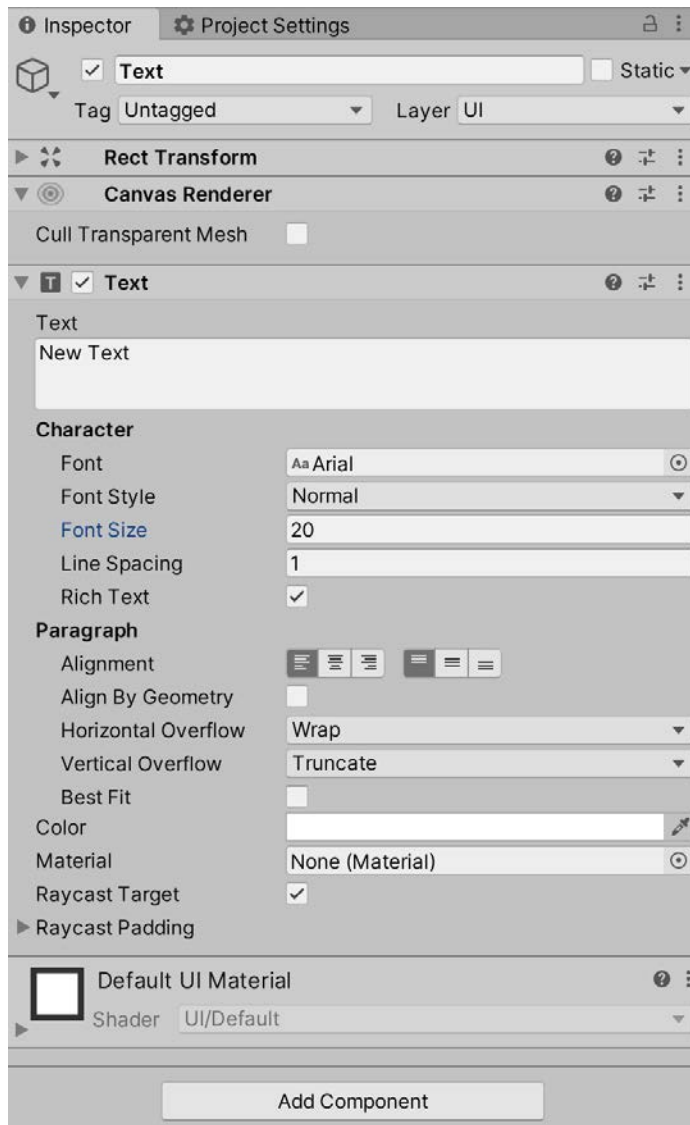 Inspector Project Settings
Text Static
Tag Untagged Layer UI
Rect Transform
Canvas Renderer
Cull Transparent Mesh
T Text
Text
New Text
Character
Font Aa Arial
Font Style Normal
Font Size 20
Line Spacing 1
Rich Text
Paragraph
Alignment
Align By Geometry
Horizontal Overflow Wrap
Vertical Overflow Truncate
Best Fit
Color
Material None (Material)
Raycast Target
Raycast Padding
Default UI Material
Shader UI/Default
Add Component